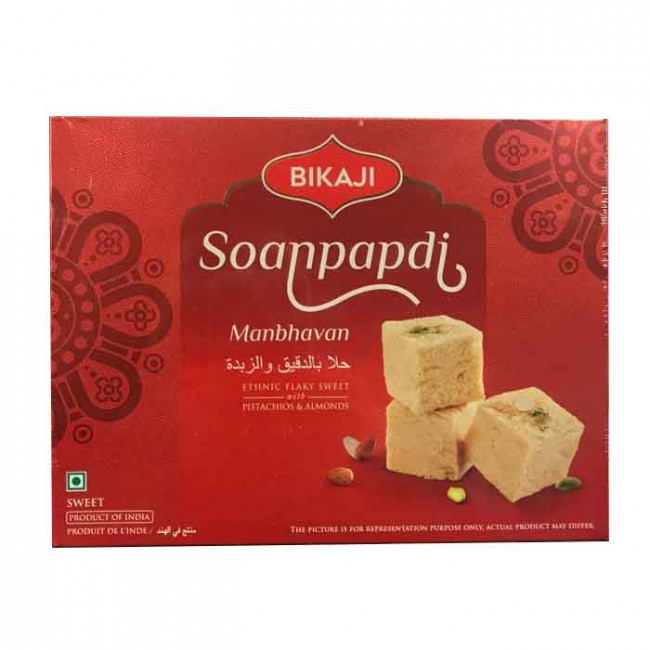 BIKAJI
Soanpapdi
Manbhavan
حلا بالدقيق والزبدة
ETHNIC FLAKY SWEET
with
PISTACHIOS & ALMONDS
SWEET
PRODUCT OF INDIA
PRODUIT DE L'INDE / منتج في الهند
THE PICTURE IS FOR REPRESENTATION PURPOSE ONLY, ACTUAL PRODUCT MAY DIFFER.